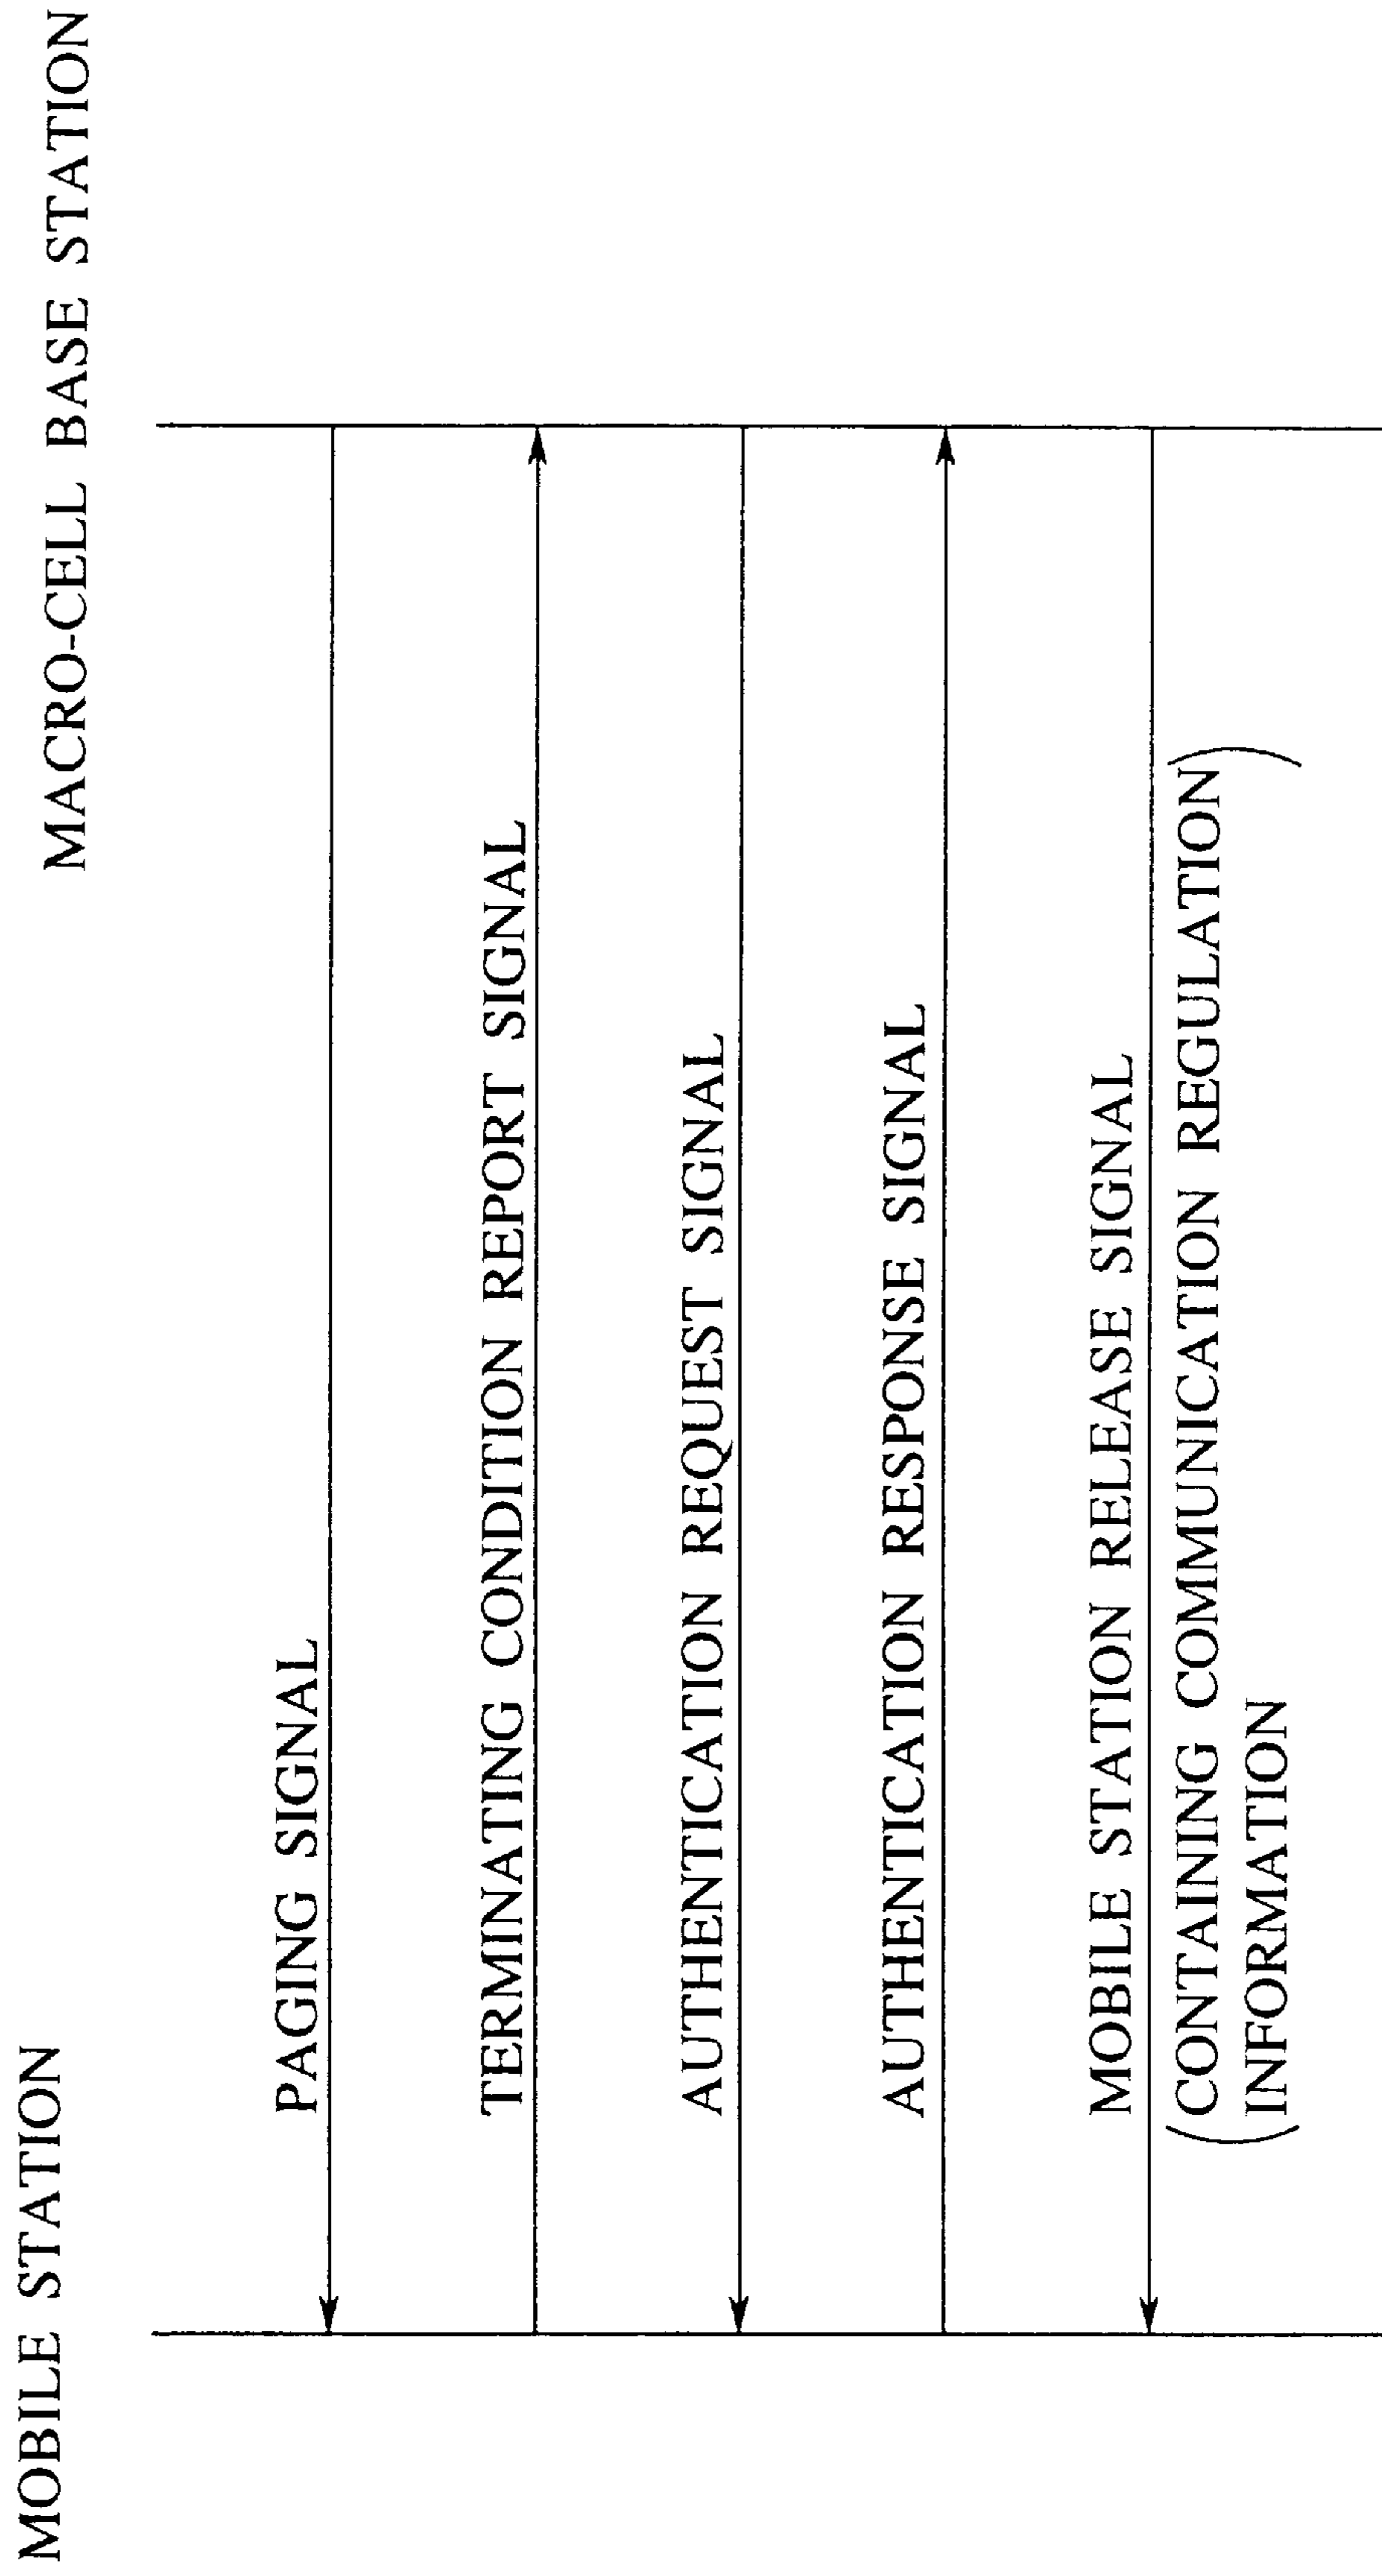 MOBILE STATION
MACRO-CELL BASE STATION
PAGING SIGNAL
TERMINATING CONDITION REPORT SIGNAL
AUTHENTICATION REQUEST SIGNAL
AUTHENTICATION RESPONSE SIGNAL
MOBILE STATION RELEASE SIGNAL
(CONTAINING COMMUNICATION REGULATION
INFORMATION)